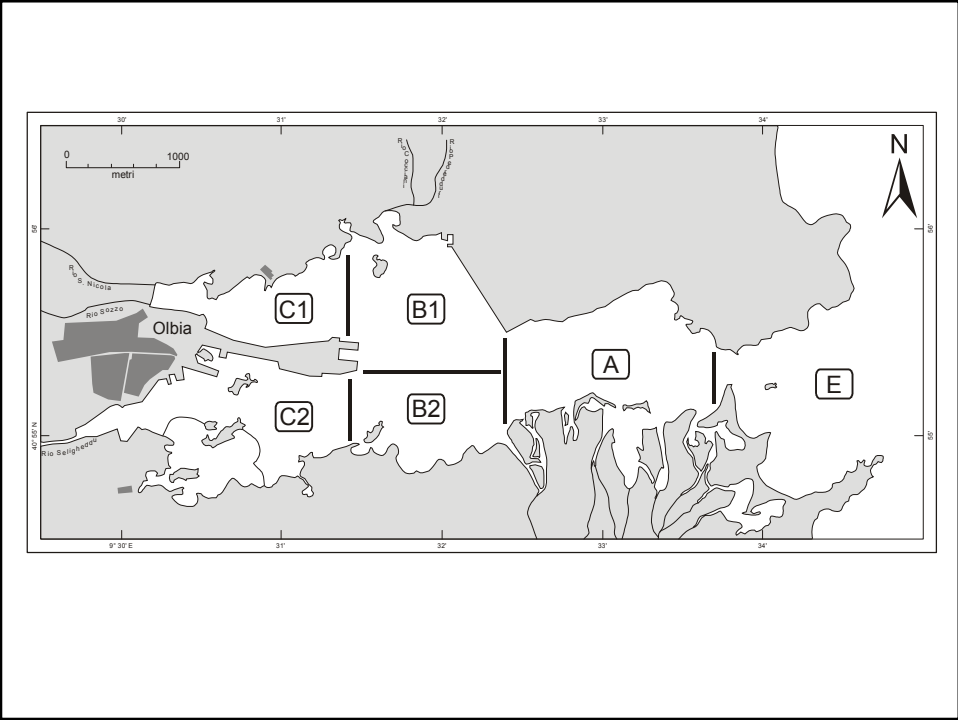 30' 31' 32' 33' 34'
N
0 1000
metri
56' 56'
Rio S. Nicola
Rio Sozzo
Olbia
C1 B1
A
E
C2 B2
40° 55' N 55'
Rio Seligheddu
9° 30' E 31' 32' 33' 34'